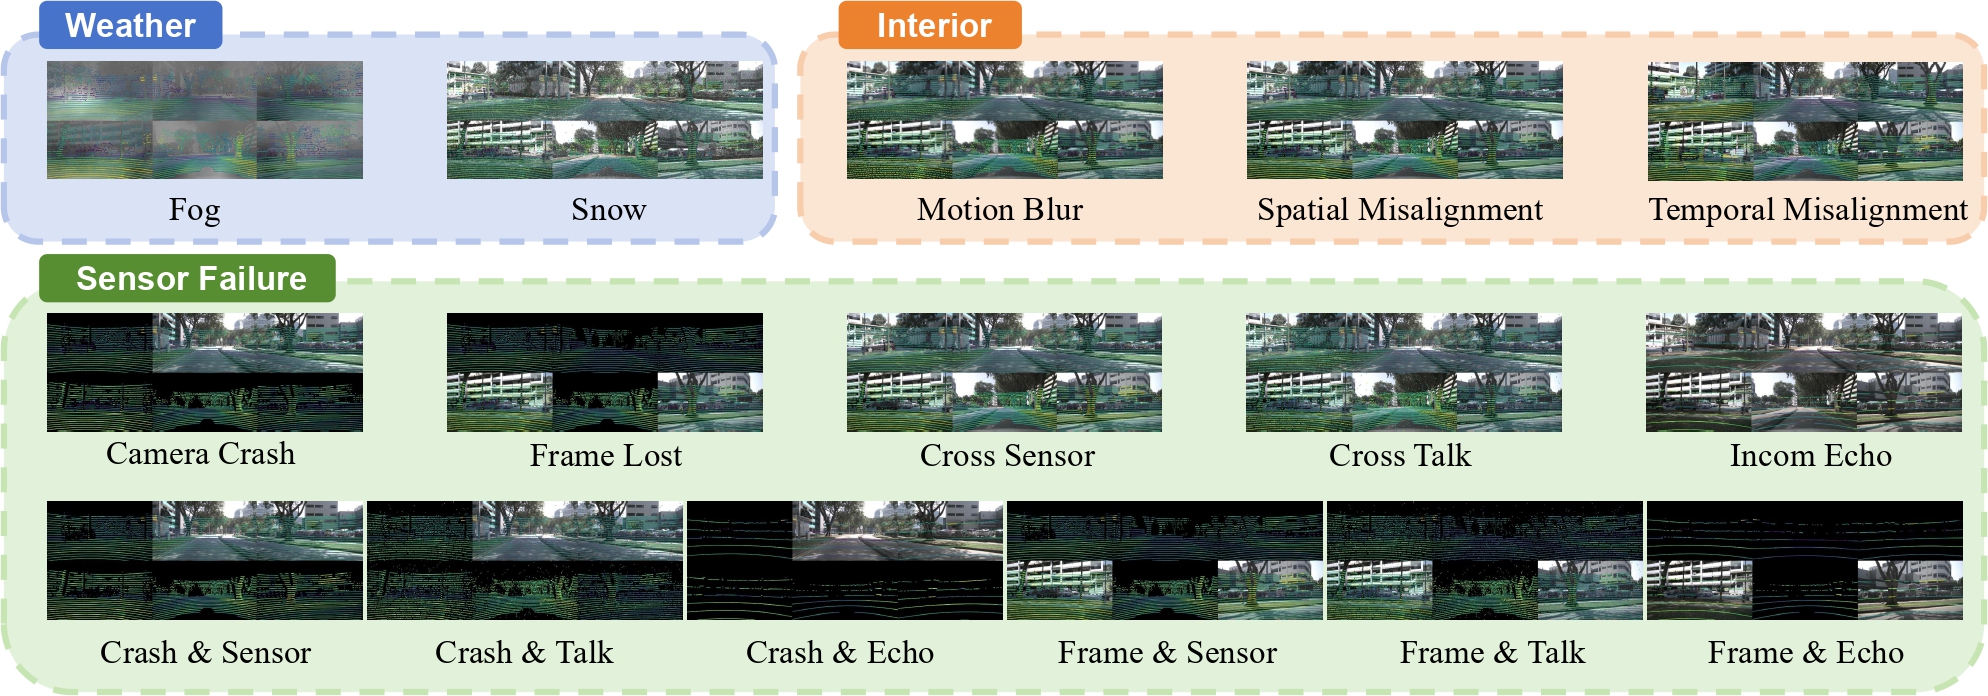 Weather
Interior
Fog
Snow
Motion Blur
Spatial Misalignment
Temporal Misalignment
Sensor Failure
Camera Crash
Frame Lost
Cross Sensor
Cross Talk
Incom Echo
Crash & Sensor
Crash & Talk
Crash & Echo
Frame & Sensor
Frame & Talk
Frame & Echo